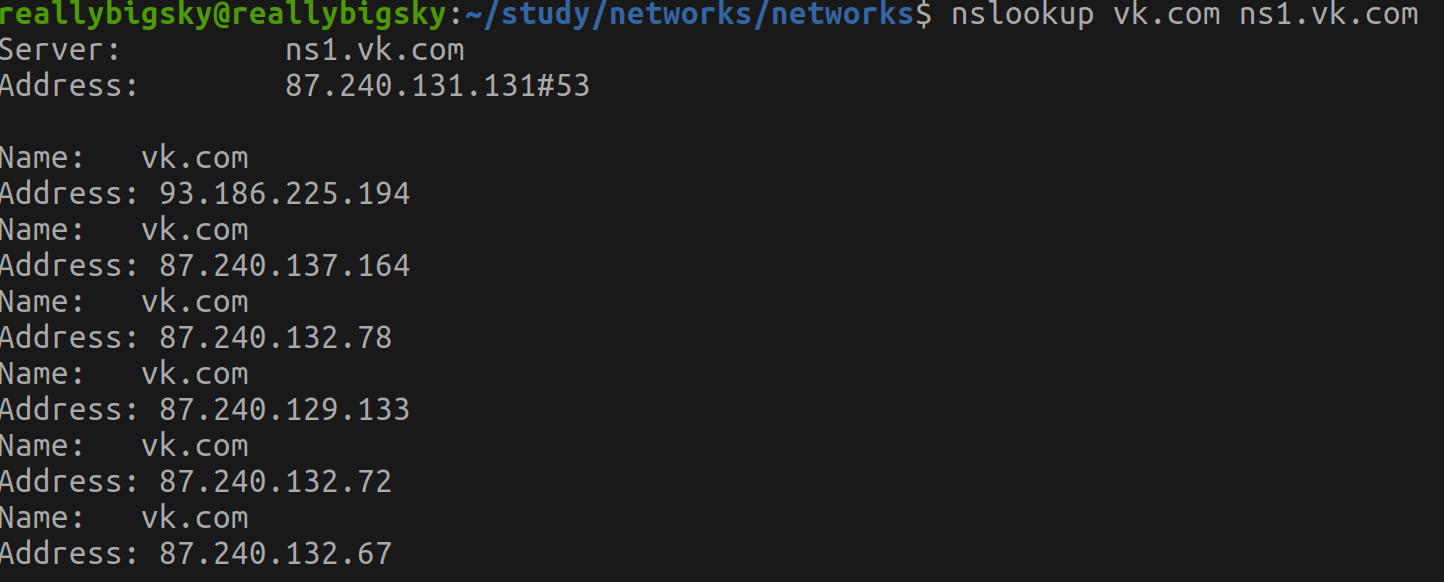 reallybigsky@reallybigsky:~/study/networks/networks$ nslookup vk.com ns1.vk.com
Server: ns1.vk.com
Address: 87.240.131.131#53
Name: vk.com
Address: 93.186.225.194
Name: vk.com
Address: 87.240.137.164
Name: vk.com
Address: 87.240.132.78
Name: vk.com
Address: 87.240.129.133
Name: vk.com
Address: 87.240.132.72
Name: vk.com
Address: 87.240.132.67